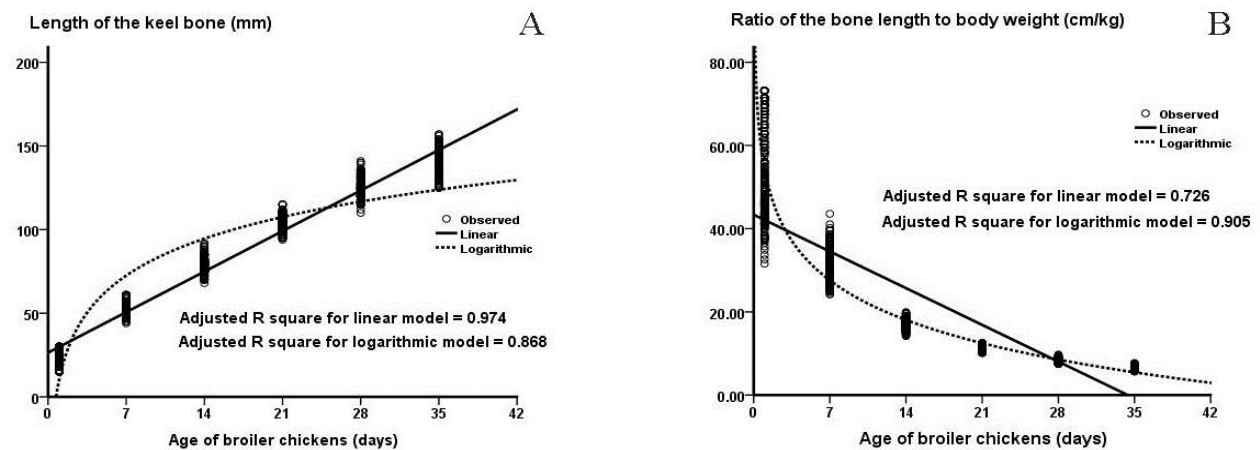 Length of the keel bone (mm)
A
200
150
100
50
0
0 7 14 21 28 35 42
Observed
Linear
Logarithmic
Adjusted R square for linear model = 0.974
Adjusted R square for logarithmic model = 0.868
Age of broiler chickens (days)
Ratio of the bone length to body weight (cm/kg)
B
80.00
60.00
40.00
20.00
0.00
0 7 14 21 28 35 42
Observed
Linear
Logarithmic
Adjusted R square for linear model = 0.726
Adjusted R square for logarithmic model = 0.905
Age of broiler chickens (days)